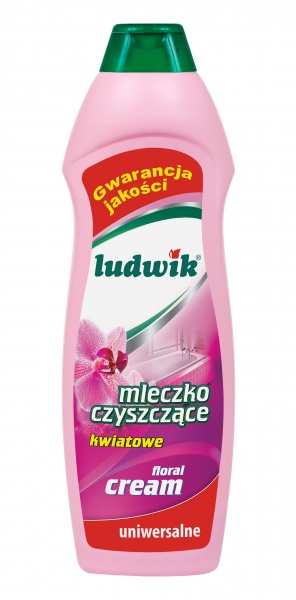 Gwarancja
jakości
ludwik®
mleczko
czyszczące
kwiatowe
floral
cream
uniwersalne